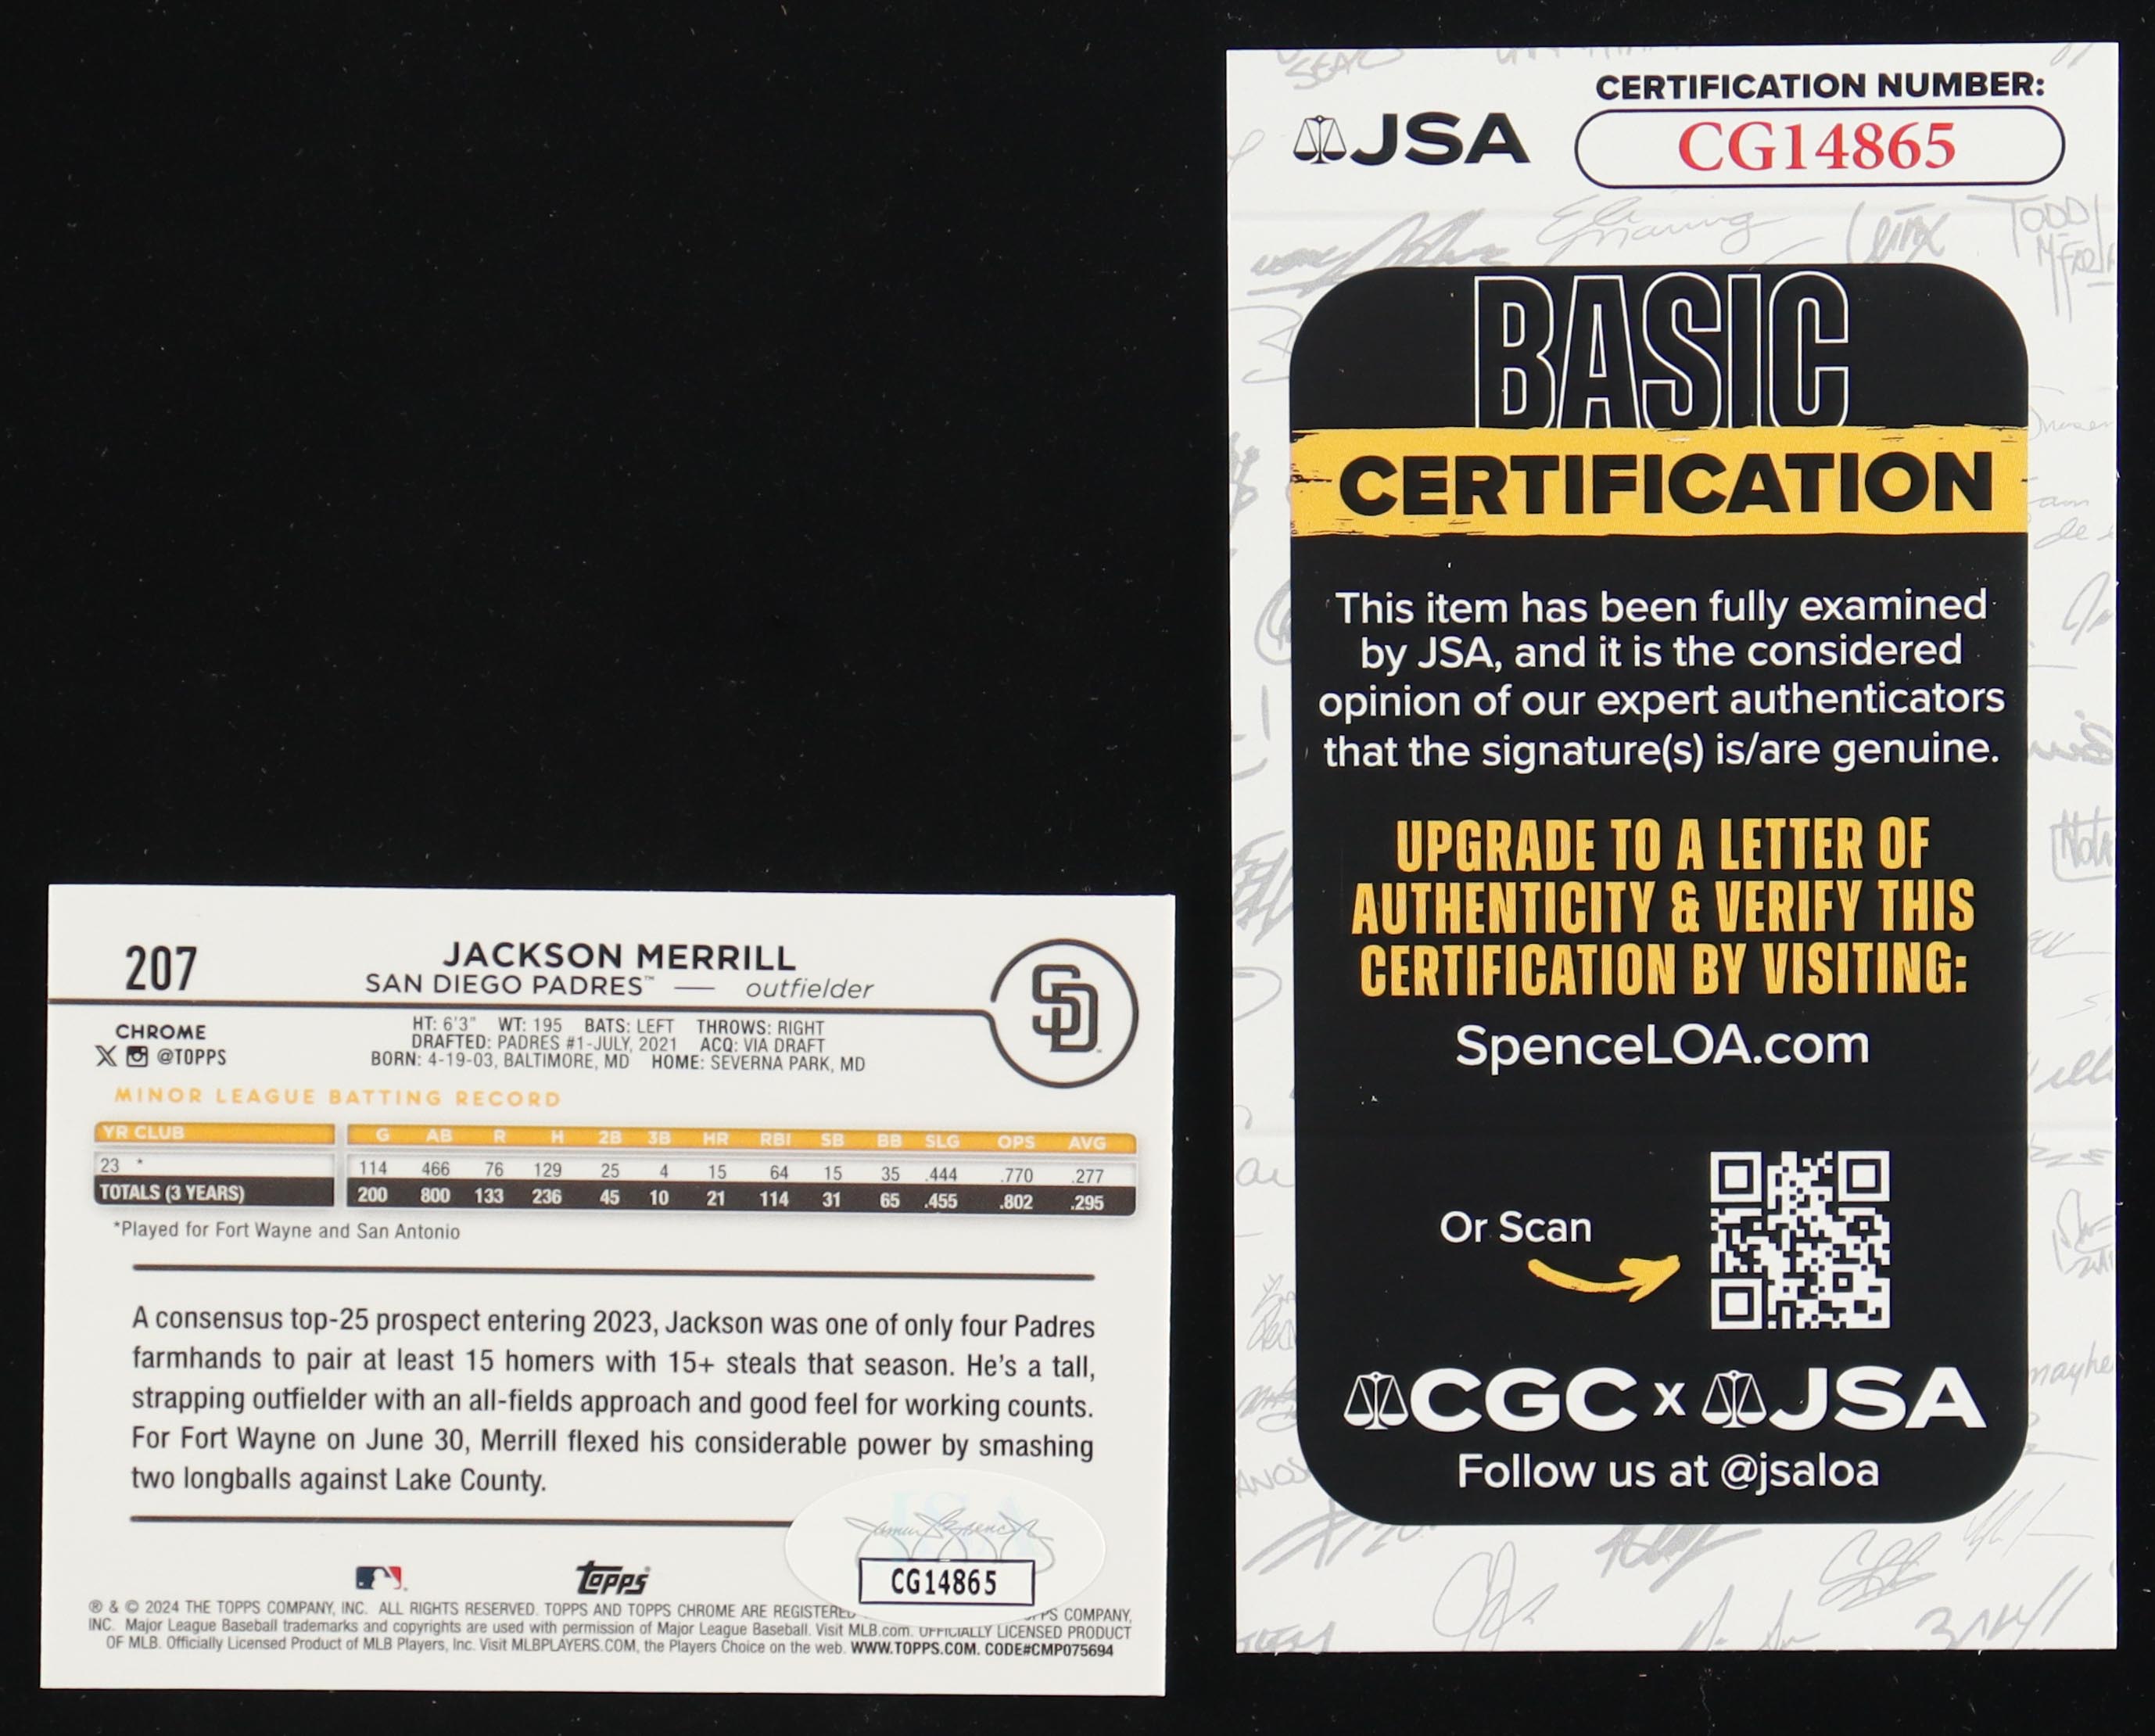 207
JACKSON MERRILL
SAN DIEGO PADRES™ — outfielder
SD
CHROME
X @TOPPS
HT: 6'3" WT: 195 BATS: LEFT THROWS: RIGHT
DRAFTED: PADRES #1-JULY, 2021 ACQ: VIA DRAFT
BORN: 4-19-03, BALTIMORE, MD HOME: SEVERNA PARK, MD
MINOR LEAGUE BATTING RECORD
YR CLUB G AB R H 2B 3B HR RBI SB BB SLG OPS AVG
23 * 114 466 76 129 25 4 15 64 15 35 .444 .770 .277
TOTALS (3 YEARS) 200 800 133 236 45 10 21 114 31 65 .455 .802 .295
*Played for Fort Wayne and San Antonio
A consensus top-25 prospect entering 2023, Jackson was one of only four Padres
farmhands to pair at least 15 homers with 15+ steals that season. He's a tall,
strapping outfielder with an all-fields approach and good feel for working counts.
For Fort Wayne on June 30, Merrill flexed his considerable power by smashing
two longballs against Lake County.
TOPPS
JSA
CG14865
® & © 2024 THE TOPPS COMPANY, INC. ALL RIGHTS RESERVED. TOPPS AND TOPPS CHROME ARE REGISTERED COMPANY,
INC. Major League Baseball trademarks and copyrights are used with permission of Major League Baseball. Visit MLB.com. OFFICIALLY LICENSED PRODUCT
OF MLB. Officially Licensed Product of MLB Players, Inc. Visit MLBPLAYERS.COM, the Players Choice on the web. WWW.TOPPS.COM. CODE#CMP075694
JSA
CERTIFICATION NUMBER:
CG14865
BASIC
CERTIFICATION
This item has been fully examined
by JSA, and it is the considered
opinion of our expert authenticators
that the signature(s) is/are genuine.
UPGRADE TO A LETTER OF
AUTHENTICITY & VERIFY THIS
CERTIFICATION BY VISITING:
SpenceLOA.com
Or Scan
CGC x JSA
Follow us at @jsaloa